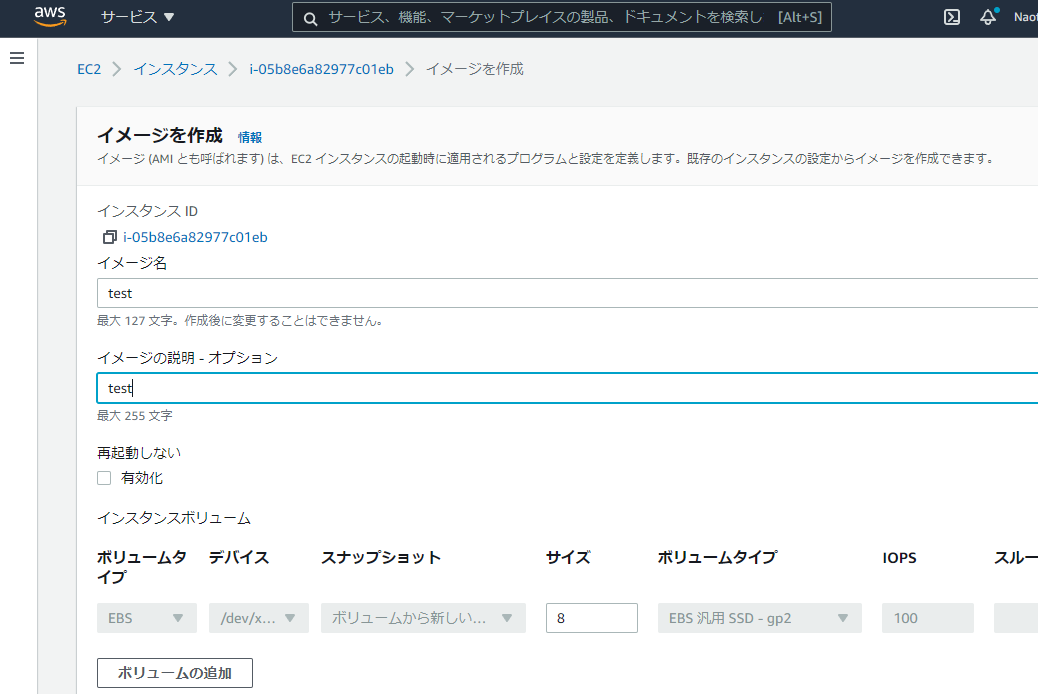 aws サービス ▼ サービス、機能、マーケットプレイスの製品、ドキュメントを検索し [Alt+S]
EC2 > インスタンス > i-05b8e6a82977c01eb > イメージを作成
イメージを作成 情報
イメージ (AMI とも呼ばれます) は、EC2 インスタンスの起動時に適用されるプログラムと設定を定義します。既存のインスタンスの設定からイメージを作成できます。
インスタンス ID
i-05b8e6a82977c01eb
イメージ名
test
最大 127 文字。作成後に変更することはできません。
イメージの説明 - オプション
test
最大 255 文字
再起動しない
有効化
インスタンスボリューム
ボリュームタイプ デバイス スナップショット サイズ ボリュームタイプ IOPS スルー
EBS /dev/x... ボリュームから新しい... 8 EBS 汎用 SSD - gp2 100
ボリュームの追加